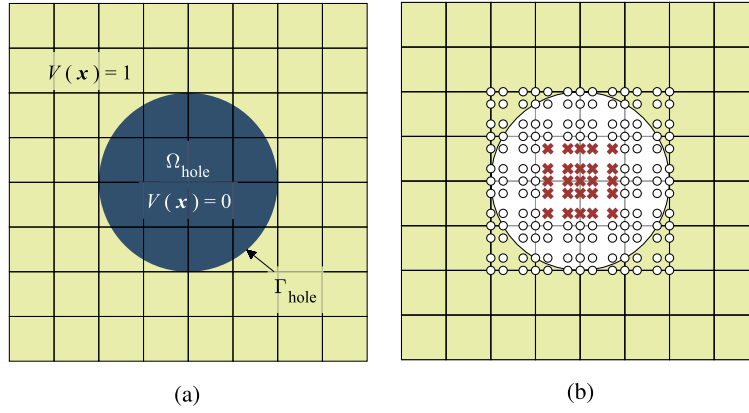 V(x) = 1
Ω_hole
V(x) = 0
Γ_hole
(a)
(b)